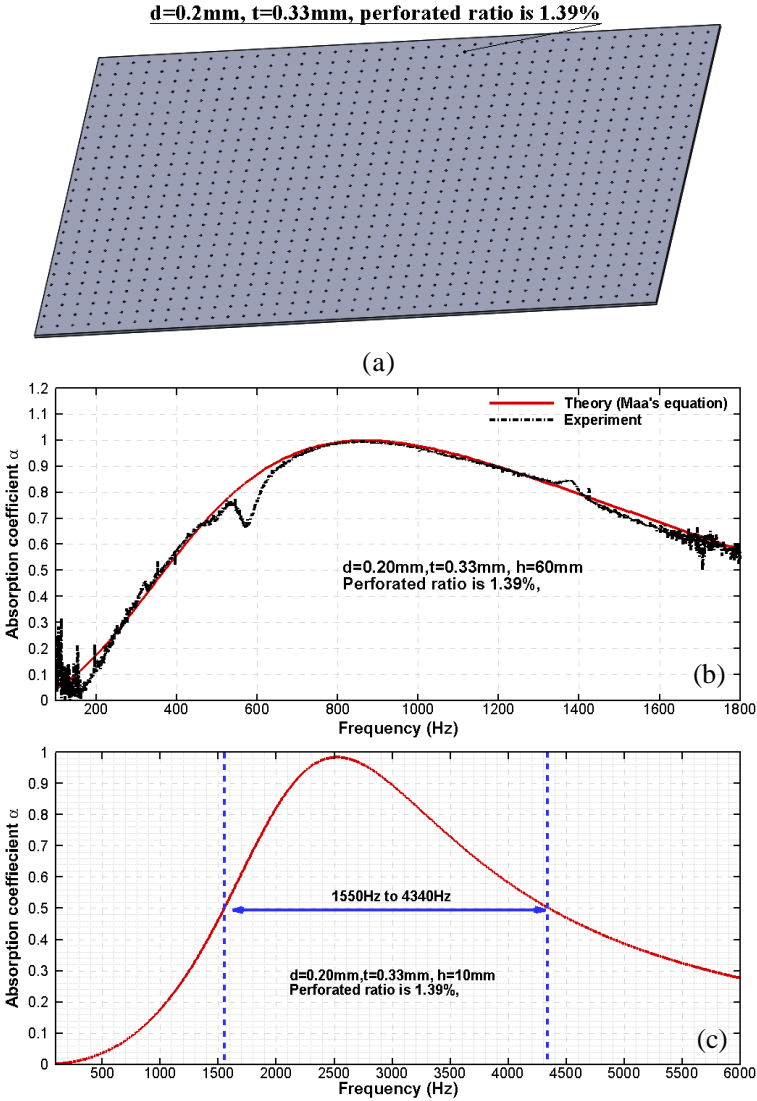 d=0.2mm, t=0.33mm, perforated ratio is 1.39%
(a)
1.2
1.1
1
0.9
0.8
0.7
0.6
0.5
0.4
0.3
0.2
0.1
0
Absorption coefficient α
Theory (Maa's equation)
Experiment
d=0.20mm,t=0.33mm, h=60mm
Perforated ratio is 1.39%,
(b)
200 400 600 800 1000 1200 1400 1600 1800
Frequency (Hz)
1
0.9
0.8
0.7
0.6
0.5
0.4
0.3
0.2
0.1
0
Absorption coeffiecient α
1550Hz to 4340Hz
d=0.20mm,t=0.33mm, h=10mm
Perforated ratio is 1.39%,
(c)
500 1000 1500 2000 2500 3000 3500 4000 4500 5000 5500 6000
Frequency (Hz)